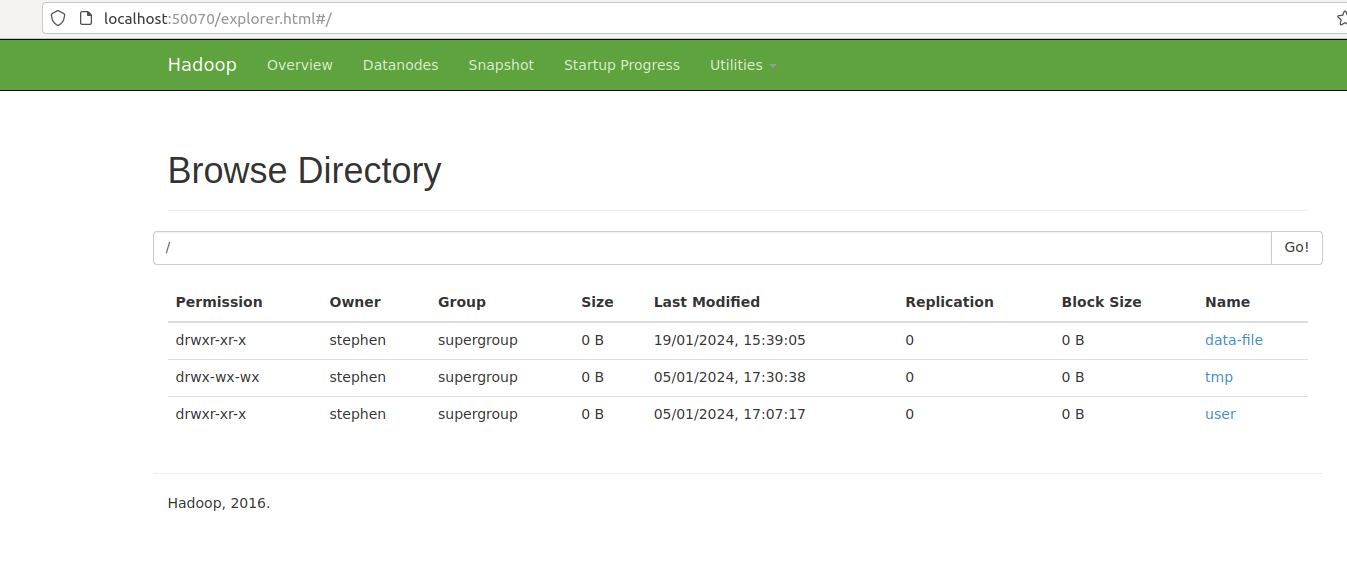 localhost:50070/explorer.html#/
Hadoop Overview Datanodes Snapshot Startup Progress Utilities
Browse Directory
/ Go!
Permission Owner Group Size Last Modified Replication Block Size Name
drwxr-xr-x stephen supergroup 0 B 19/01/2024, 15:39:05 0 0 B data-file
drwx-wx-wx stephen supergroup 0 B 05/01/2024, 17:30:38 0 0 B tmp
drwxr-xr-x stephen supergroup 0 B 05/01/2024, 17:07:17 0 0 B user
Hadoop, 2016.